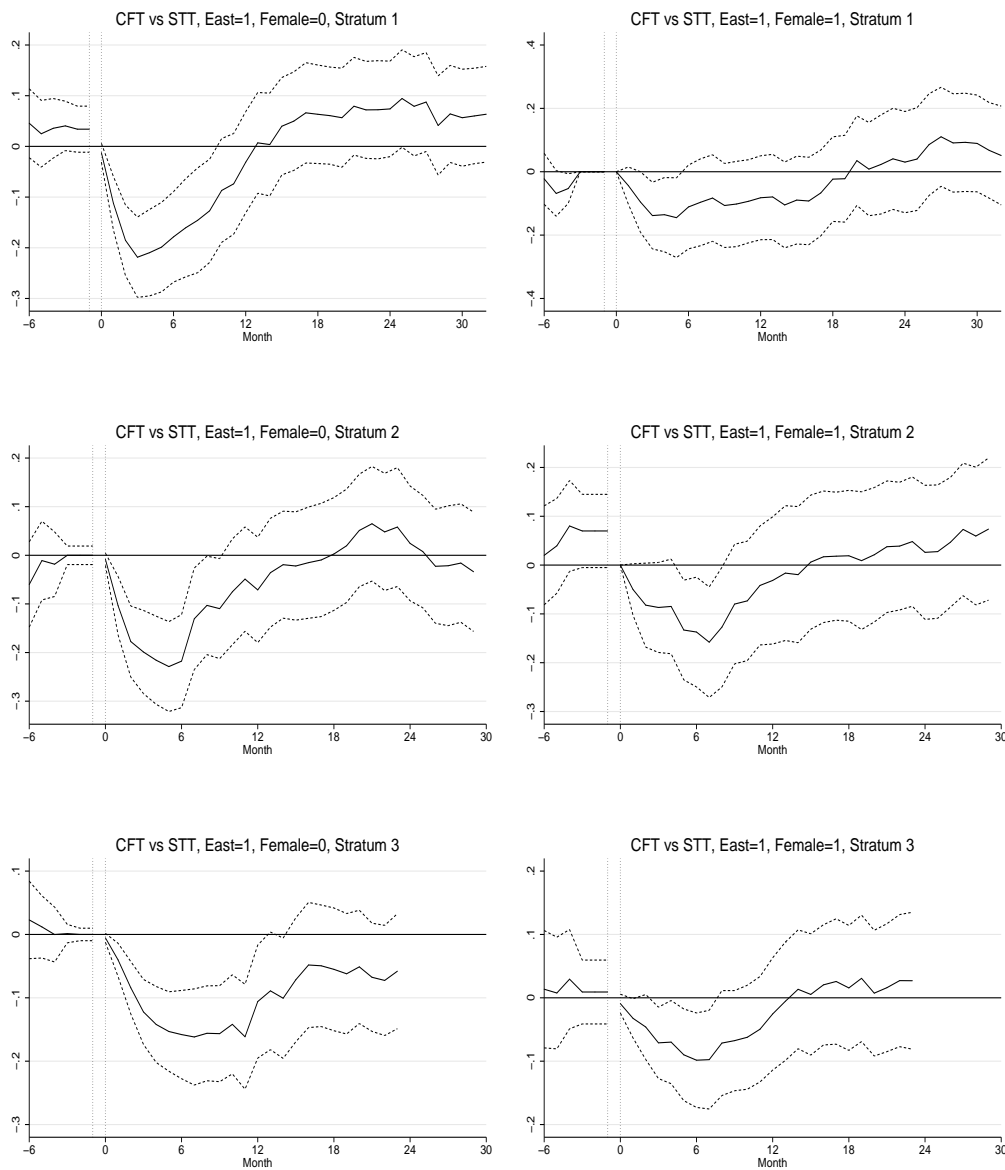 CFT vs STT, East=1, Female=0, Stratum 1
.2
.1
0
-.1
-.2
-.3
-6 0 6 12 18 24 30
Month
CFT vs STT, East=1, Female=1, Stratum 1
.4
.2
0
-.2
-.4
-6 0 6 12 18 24 30
Month
CFT vs STT, East=1, Female=0, Stratum 2
.2
.1
0
-.1
-.2
-.3
-6 0 6 12 18 24 30
Month
CFT vs STT, East=1, Female=1, Stratum 2
.2
.1
0
-.1
-.2
-.3
-6 0 6 12 18 24 30
Month
CFT vs STT, East=1, Female=0, Stratum 3
.1
0
-.1
-.2
-.3
-6 0 6 12 18 24 30
Month
CFT vs STT, East=1, Female=1, Stratum 3
.2
.1
0
-.1
-.2
-6 0 6 12 18 24 30
Month